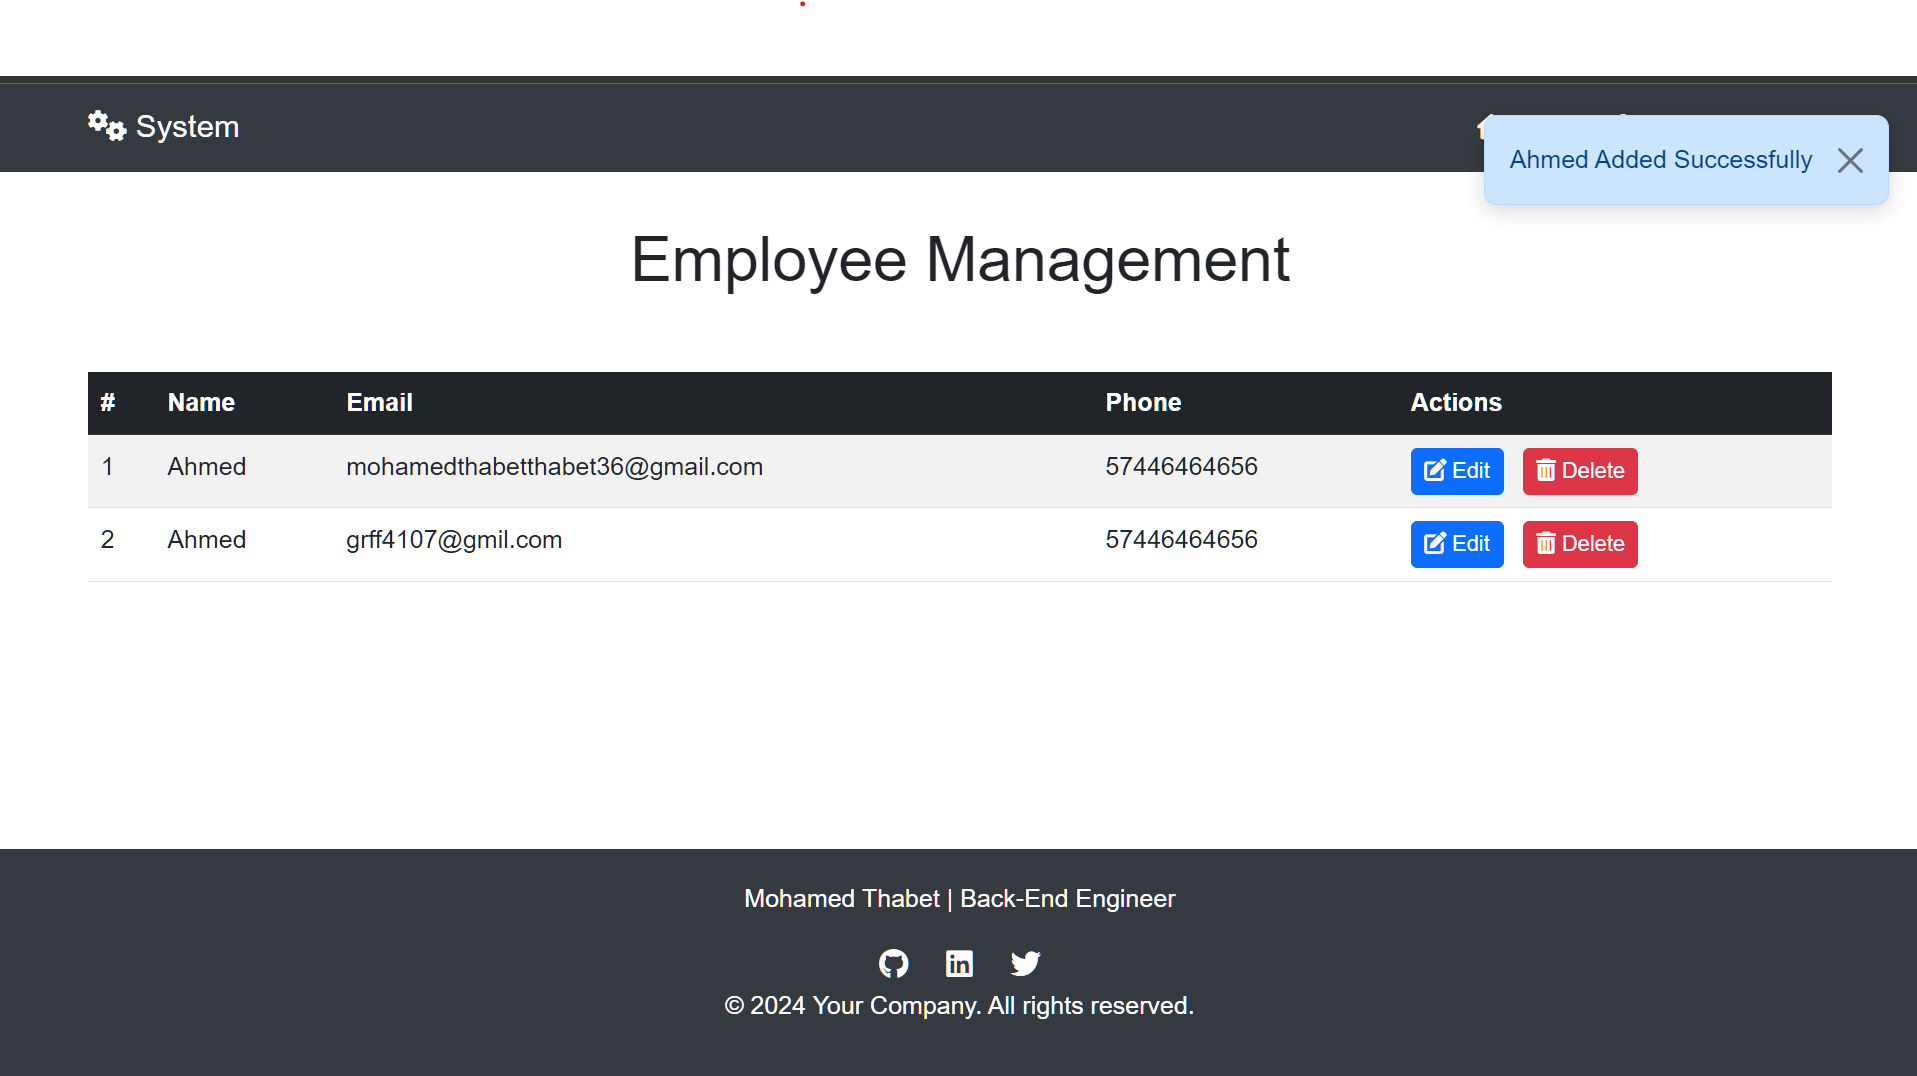 System
Ahmed Added Successfully
Employee Management
# Name Email Phone Actions
1 Ahmed mohamedthabetthabet36@gmail.com 57446464656 Edit Delete
2 Ahmed grff4107@gmil.com 57446464656 Edit Delete
Mohamed Thabet | Back-End Engineer
© 2024 Your Company. All rights reserved.